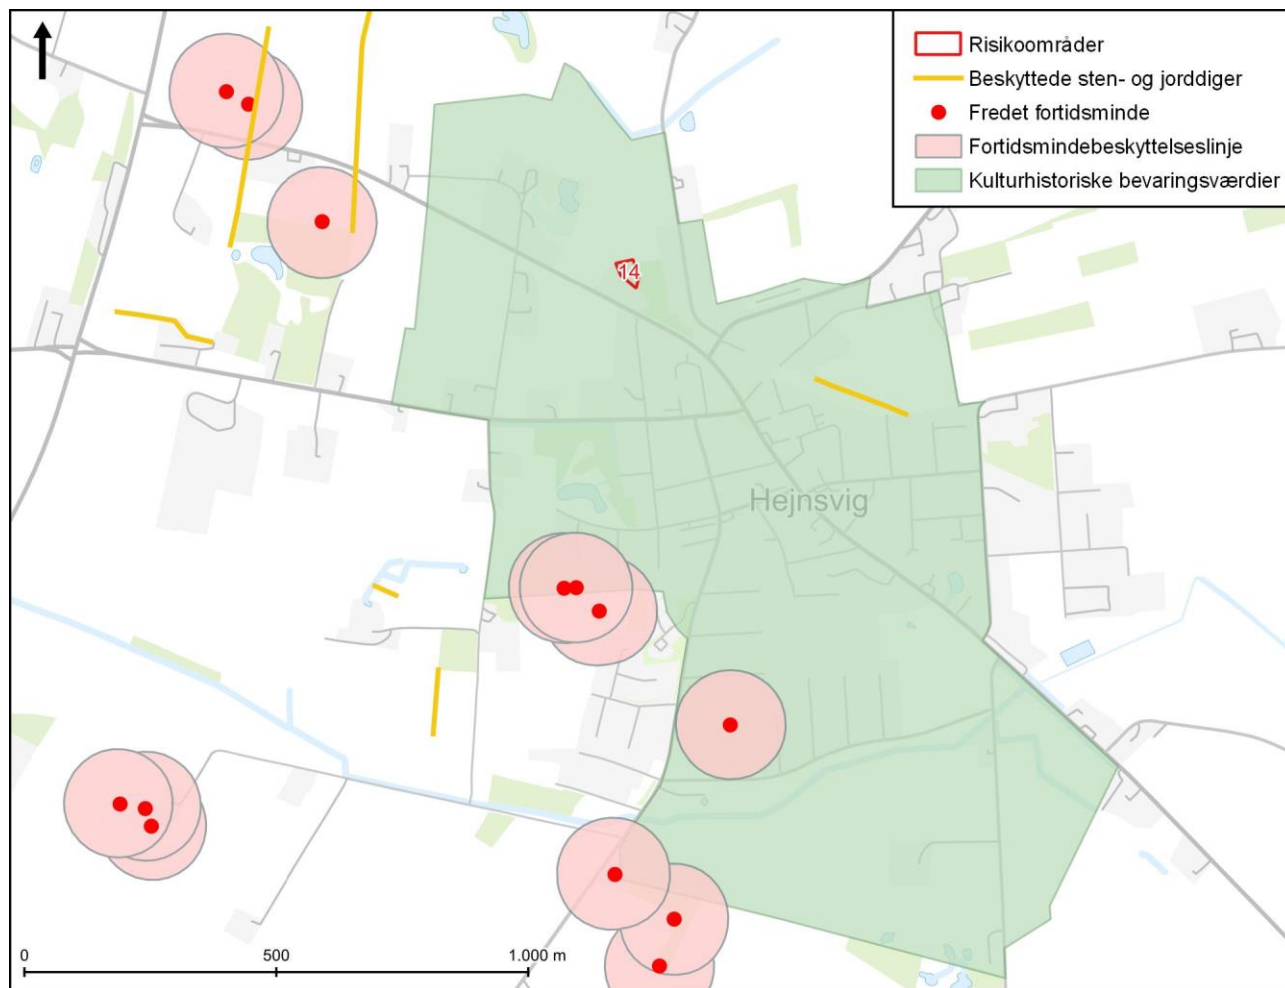 Risikoområder
Beskyttede sten- og jorddiger
Fredet fortidsminde
Fortidsmindebeskyttelseslinje
Kulturhistoriske bevaringsværdier
14
Hejnsvig
0 500 1.000 m